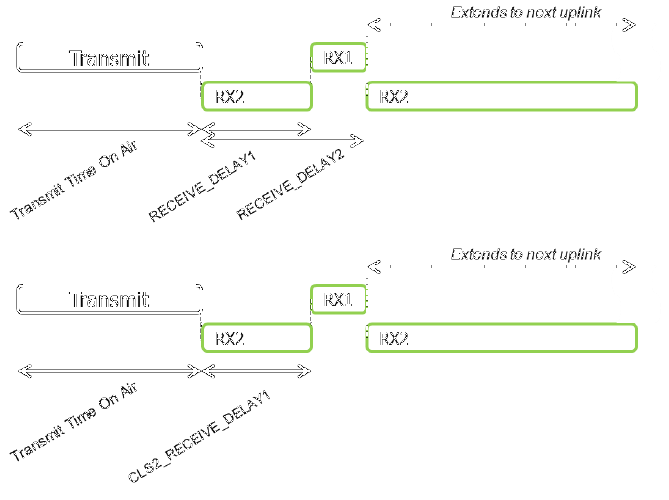 Extends to next uplink
Transmit
RX1
RX2
RX2
Transmit Time On Air
RECEIVE_DELAY1
RECEIVE_DELAY2
Extends to next uplink
Transmit
RX1
RX2
RX2
Transmit Time On Air
CLS2_RECEIVE_DELAY1